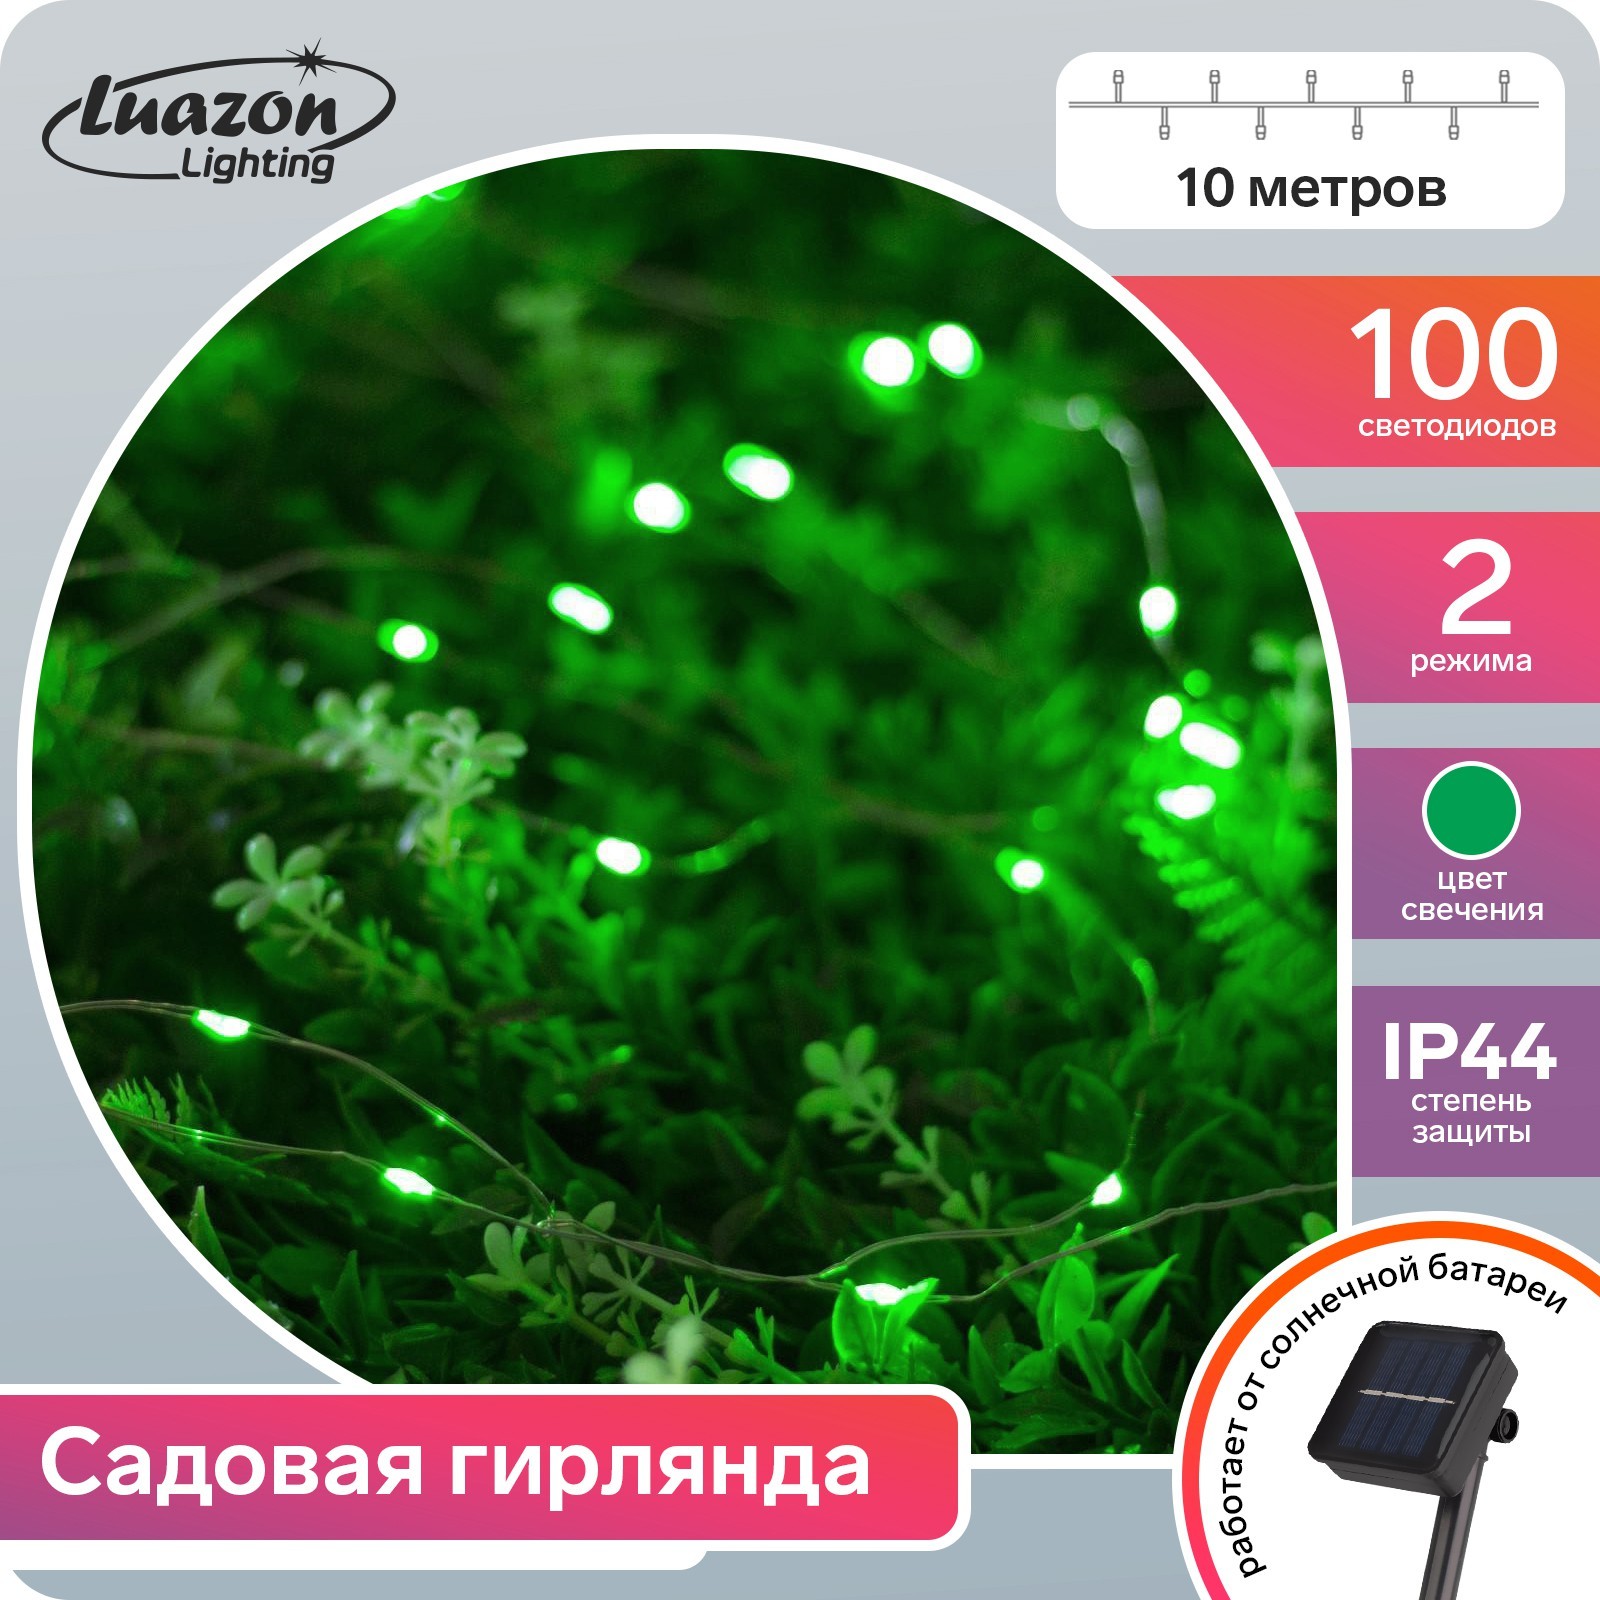 Luazon
Lighting
10 метров
100
светодиодов
2
режима
цвет
свечения
IP44
степень
защиты
работает от солнечной батареи
Садовая гирлянда